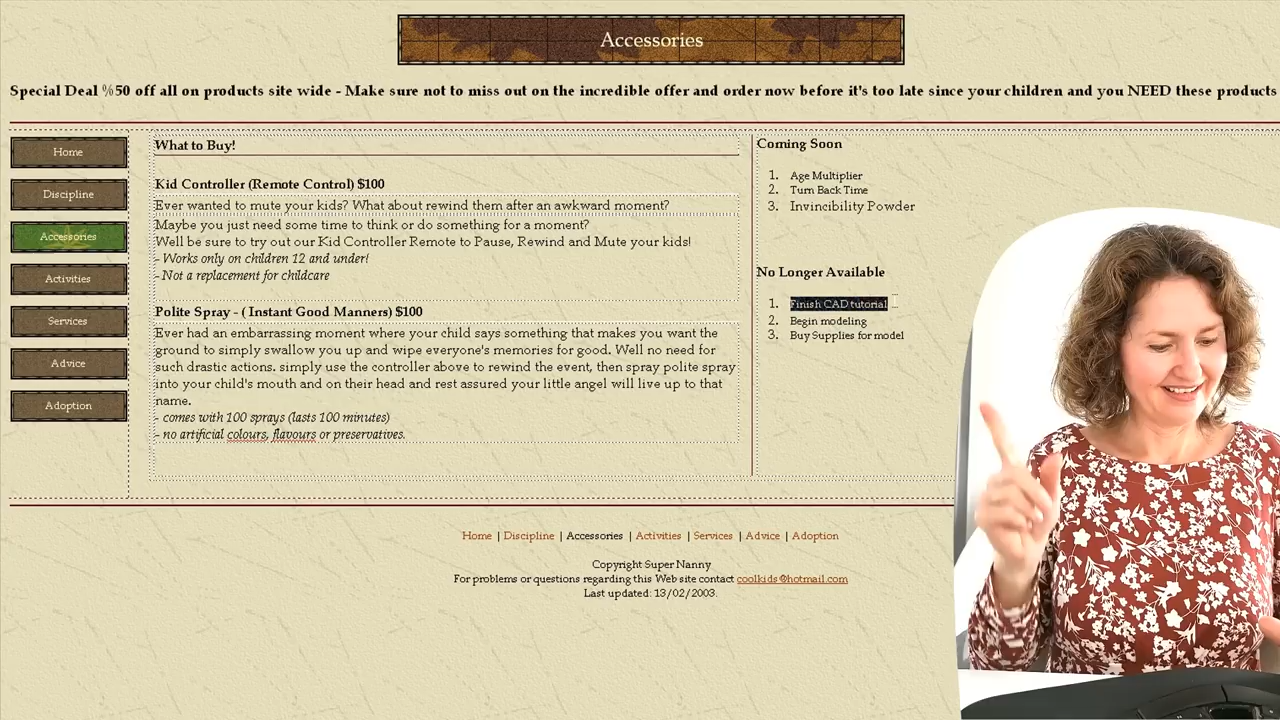 Accessories
Special Deal %50 off all on products site wide - Make sure not to miss out on the incredible offer and order now before it's too late since your children and you NEED these products
Home
Discipline
Accessories
Activities
Services
Advice
Adoption
What to Buy!
Kid Controller (Remote Control) $100
Ever wanted to mute your kids? What about rewind them after an awkward moment?
Maybe you just need some time to think or do something for a moment?
Well be sure to try out our Kid Controller Remote to Pause, Rewind and Mute your kids!
- Works only on children 12 and under!
- Not a replacement for childcare
Polite Spray - ( Instant Good Manners) $100
Ever had an embarrassing moment where your child says something that makes you want the
ground to simply swallow you up and wipe everyone's memories for good. Well no need for
such drastic actions. simply use the controller above to rewind the event, then spray polite spray
into your child's mouth and on their head and rest assured your little angel will live up to that
name.
- comes with 100 sprays (lasts 100 minutes)
- no artificial colours, flavours or preservatives.
Coming Soon
1. Age Multiplier
2. Turn Back Time
3. Invincibility Powder
No Longer Available
1. Finish CAD tutorial
2. Begin modeling
3. Buy Supplies for model
Home | Discipline | Accessories | Activities | Services | Advice | Adoption
Copyright Super Nanny
For problems or questions regarding this Web site contact coolkids@hotmail.com
Last updated: 13/02/2003.